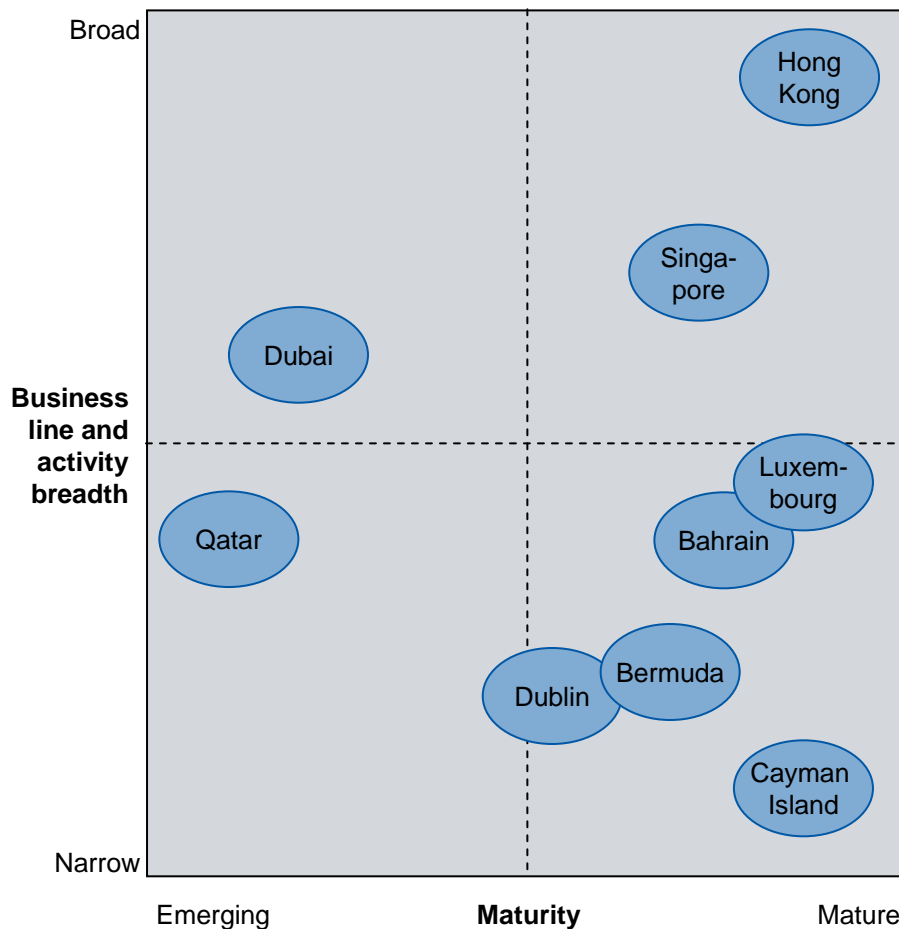 Broad
Hong
Kong
Singa-
pore
Dubai
Business
line and
activity
breadth
Luxem-
bourg
Qatar
Bahrain
Bermuda
Dublin
Cayman
Island
Narrow
Emerging
Maturity
Mature